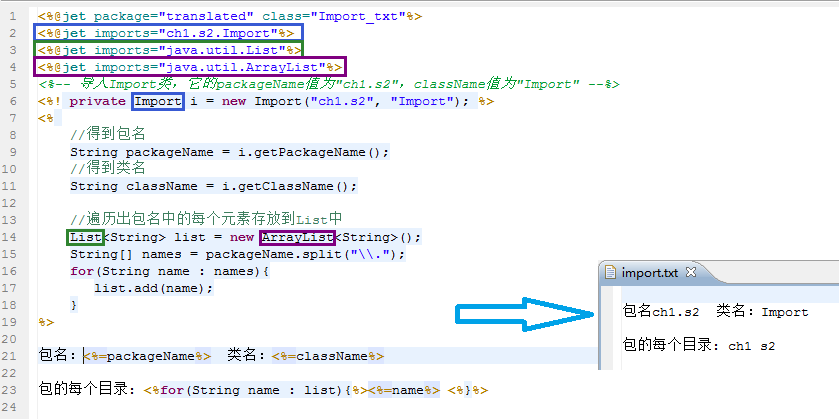 1 <%@jet package="translated" class="Import_txt"%>
2 <%@jet imports="ch1.s2.Import"%>
3 <%@jet imports="java.util.List"%>
4 <%@jet imports="java.util.ArrayList"%>
5 <%-- 导入Import类，它的packageName值为"ch1.s2"，className值为"Import" --%>
6 <%! private Import i = new Import("ch1.s2", "Import"); %>
7 <%
8 //得到包名
9 String packageName = i.getPackageName();
10 //得到类名
11 String className = i.getClassName();
12
13 //遍历出包名中的每个元素存放到List中
14 List<String> list = new ArrayList<String>();
15 String[] names = packageName.split("\\.");
16 for(String name : names){
17 list.add(name);
18 }
19 %>
20
21 包名：<%=packageName%> 类名：<%=className%>
22
23 包的每个目录：<%for(String name : list){%><%=name%> <%}%>
24
import.txt
包名ch1.s2 类名：Import
包的每个目录：ch1 s2